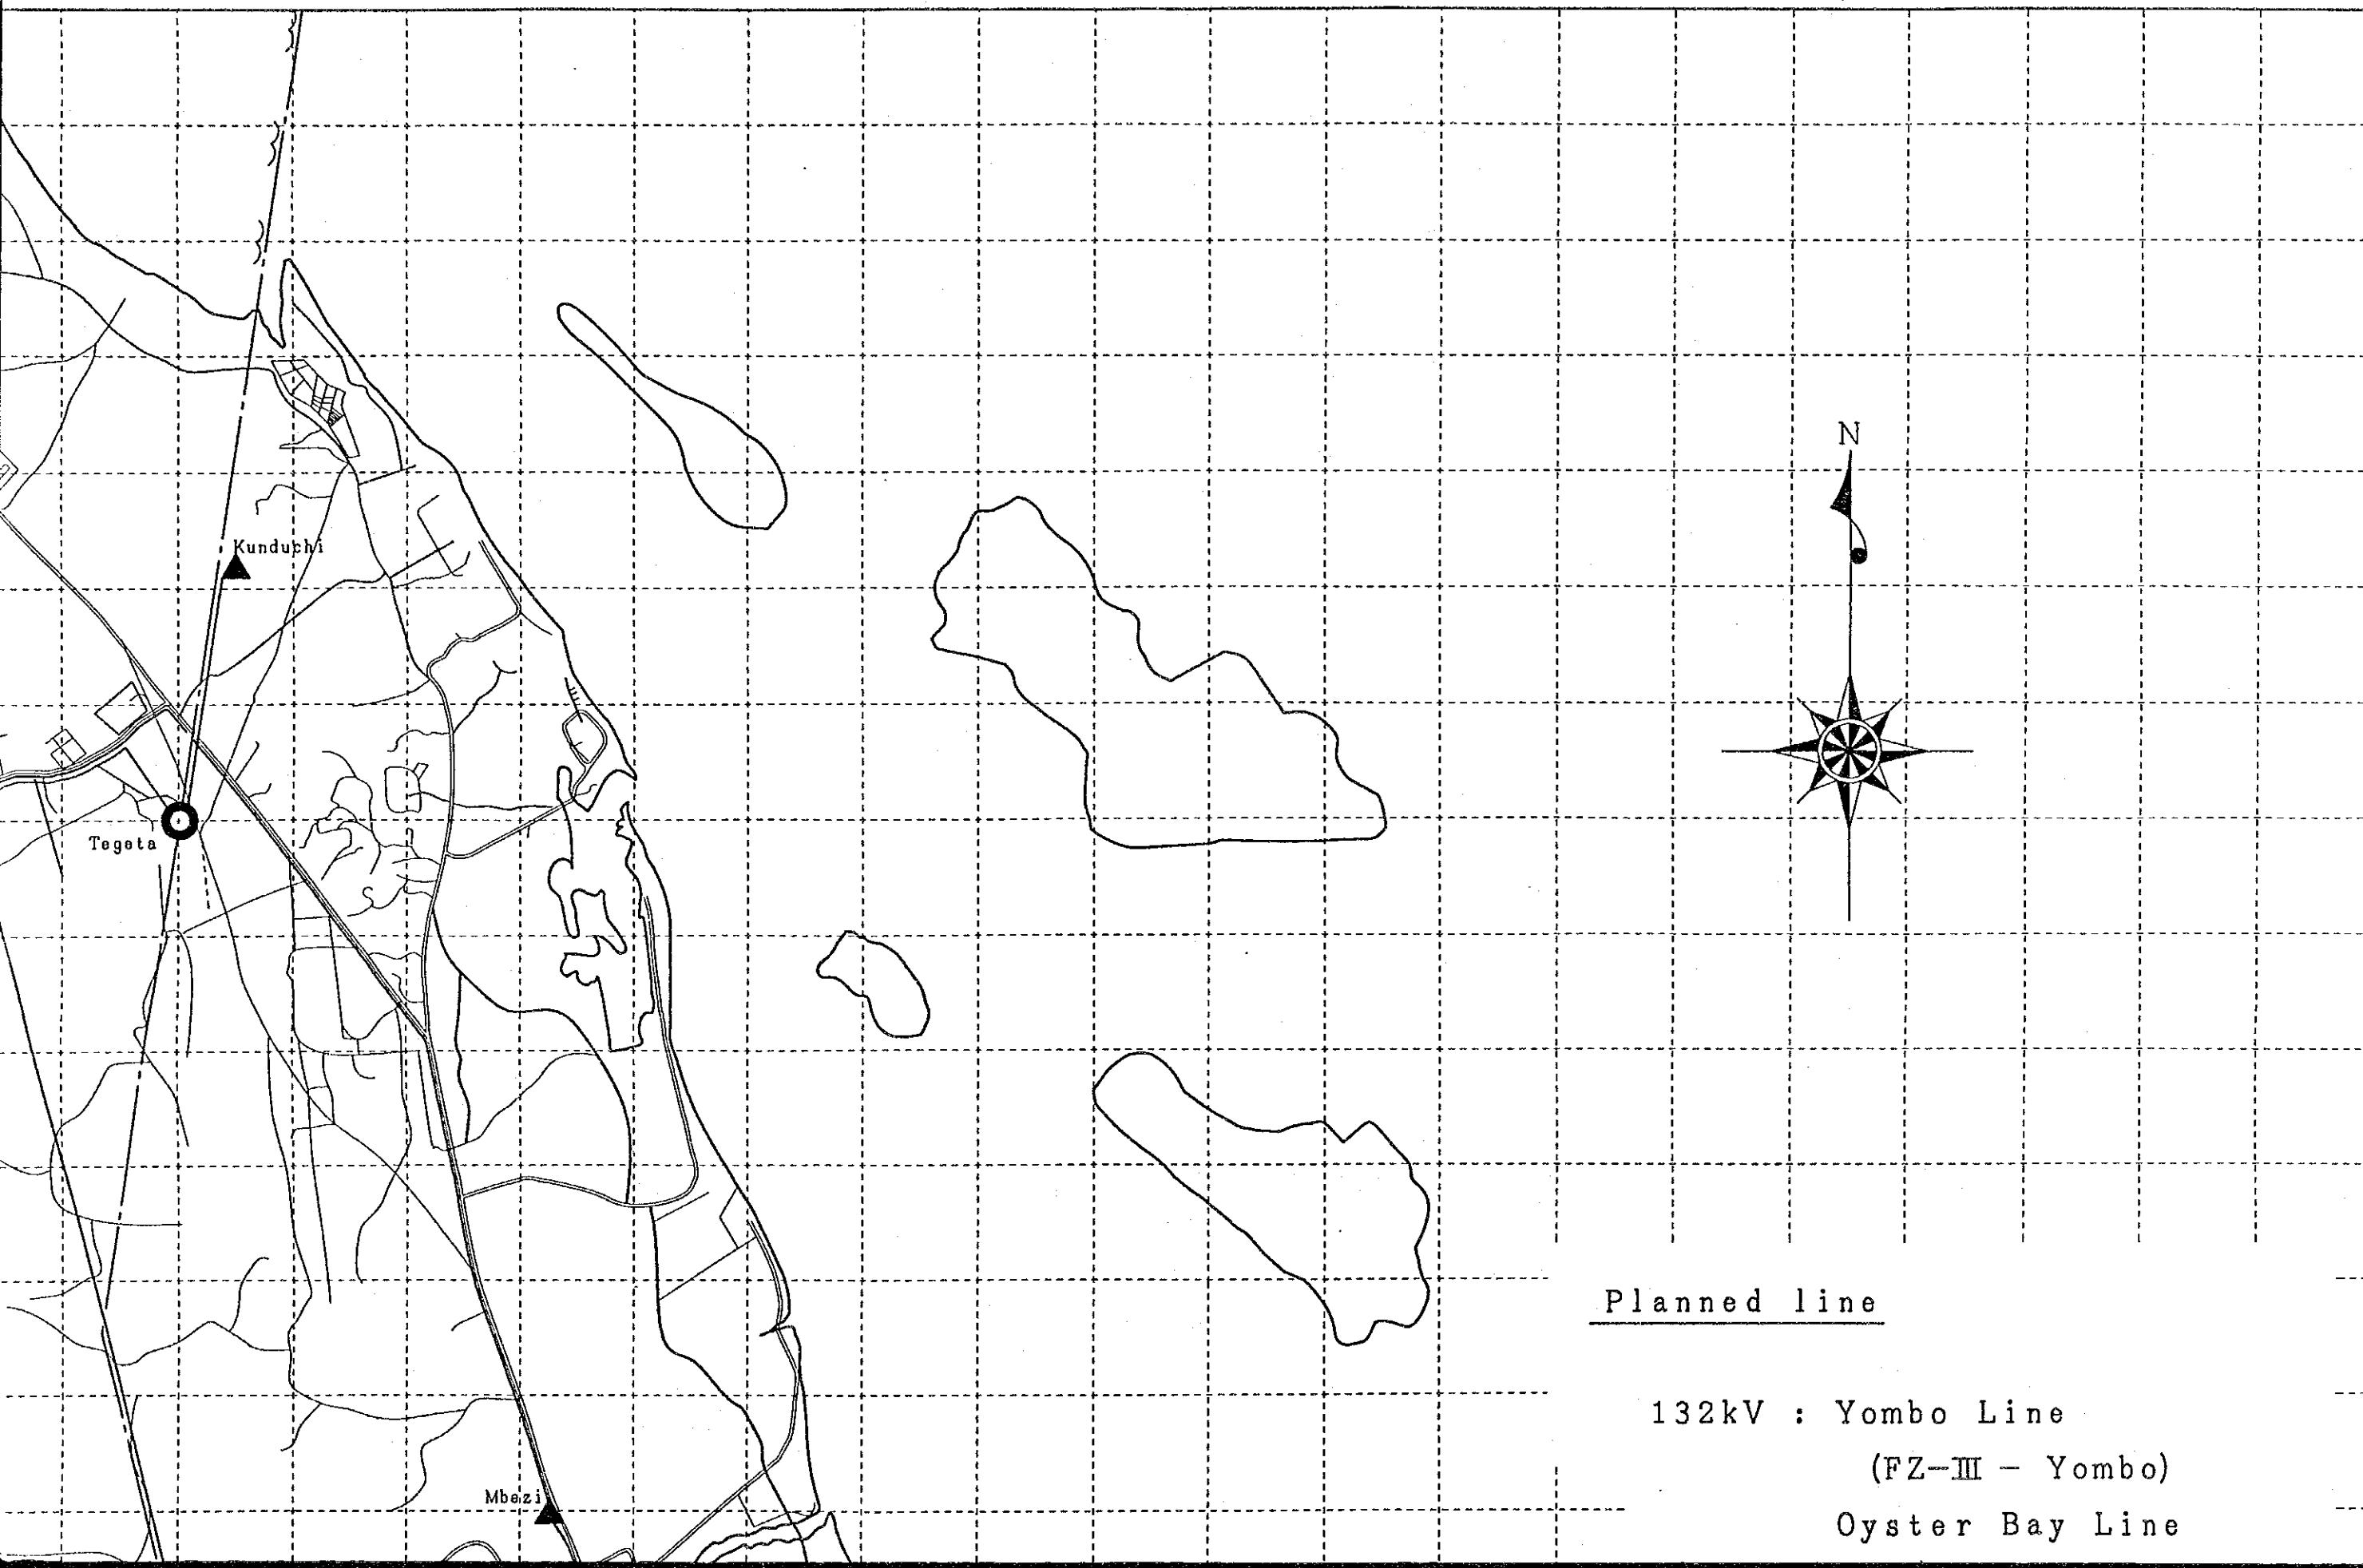 N
Kunduchi
Tegeta
Planned line
132kV : Yombo Line
(FZ-III - Yombo)
Mbezi
Oyster Bay Line